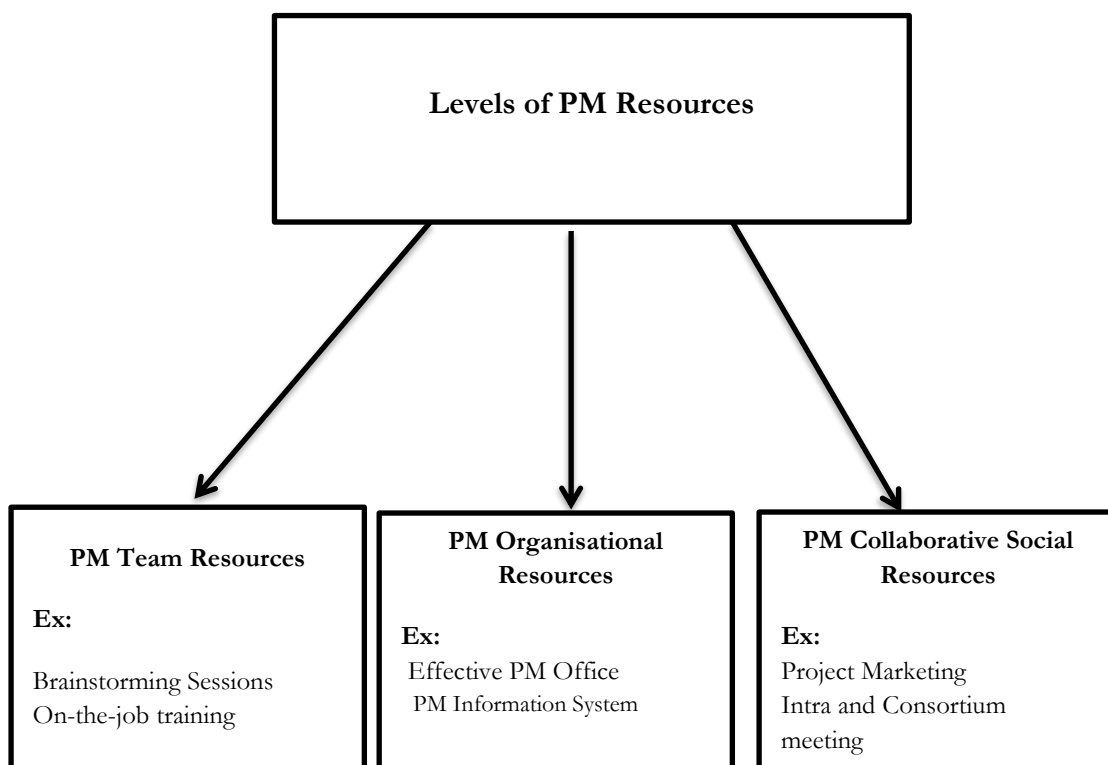 Levels of PM Resources
PM Team Resources
Ex:
Brainstorming Sessions
On-the-job training
PM Organisational
Resources
Ex:
Effective PM Office
PM Information System
PM Collaborative Social
Resources
Ex:
Project Marketing
Intra and Consortium
meeting